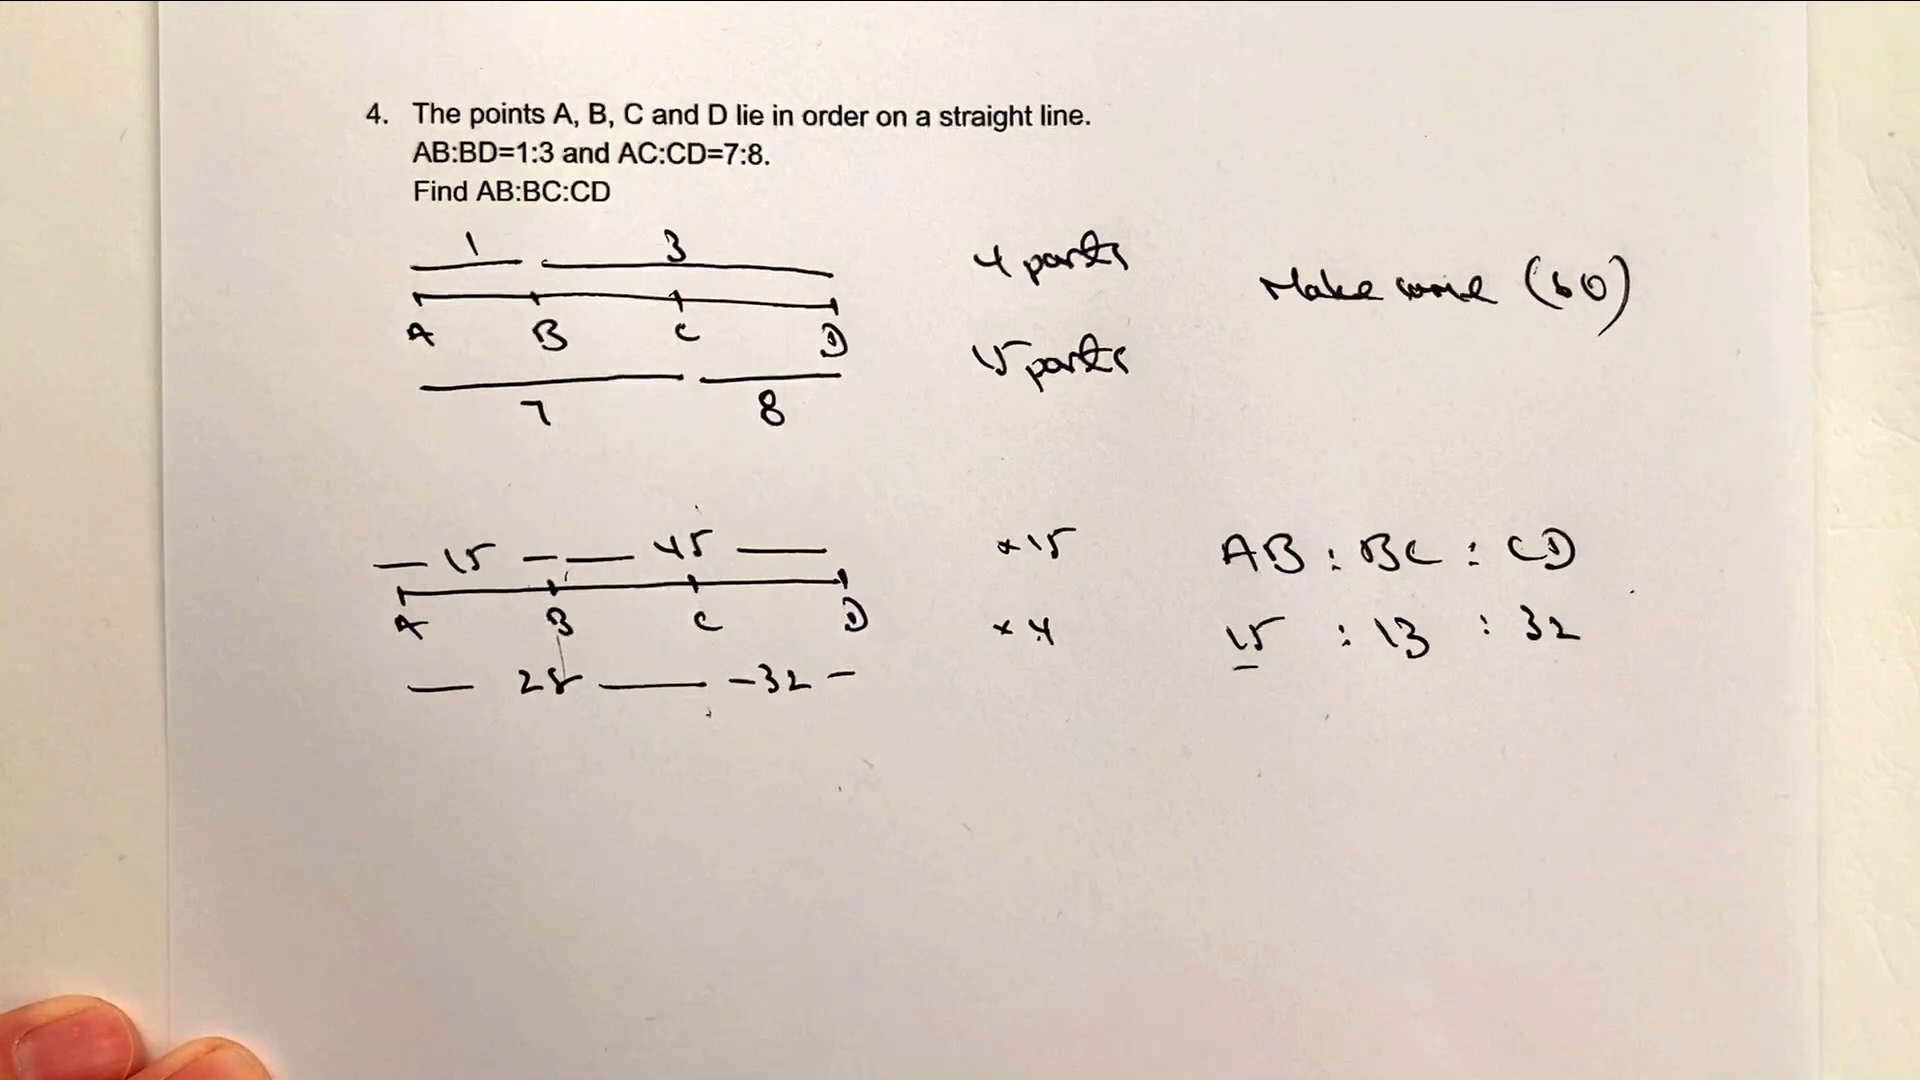 4. The points A, B, C and D lie in order on a straight line.
AB:BD=1:3 and AC:CD=7:8.
Find AB:BC:CD
1 3
A B C D
7 8
4 parts
15 parts
Make same (60)
15 45
A B C D
28 32
×15
×4
AB : BC : CD
15 : 13 : 32